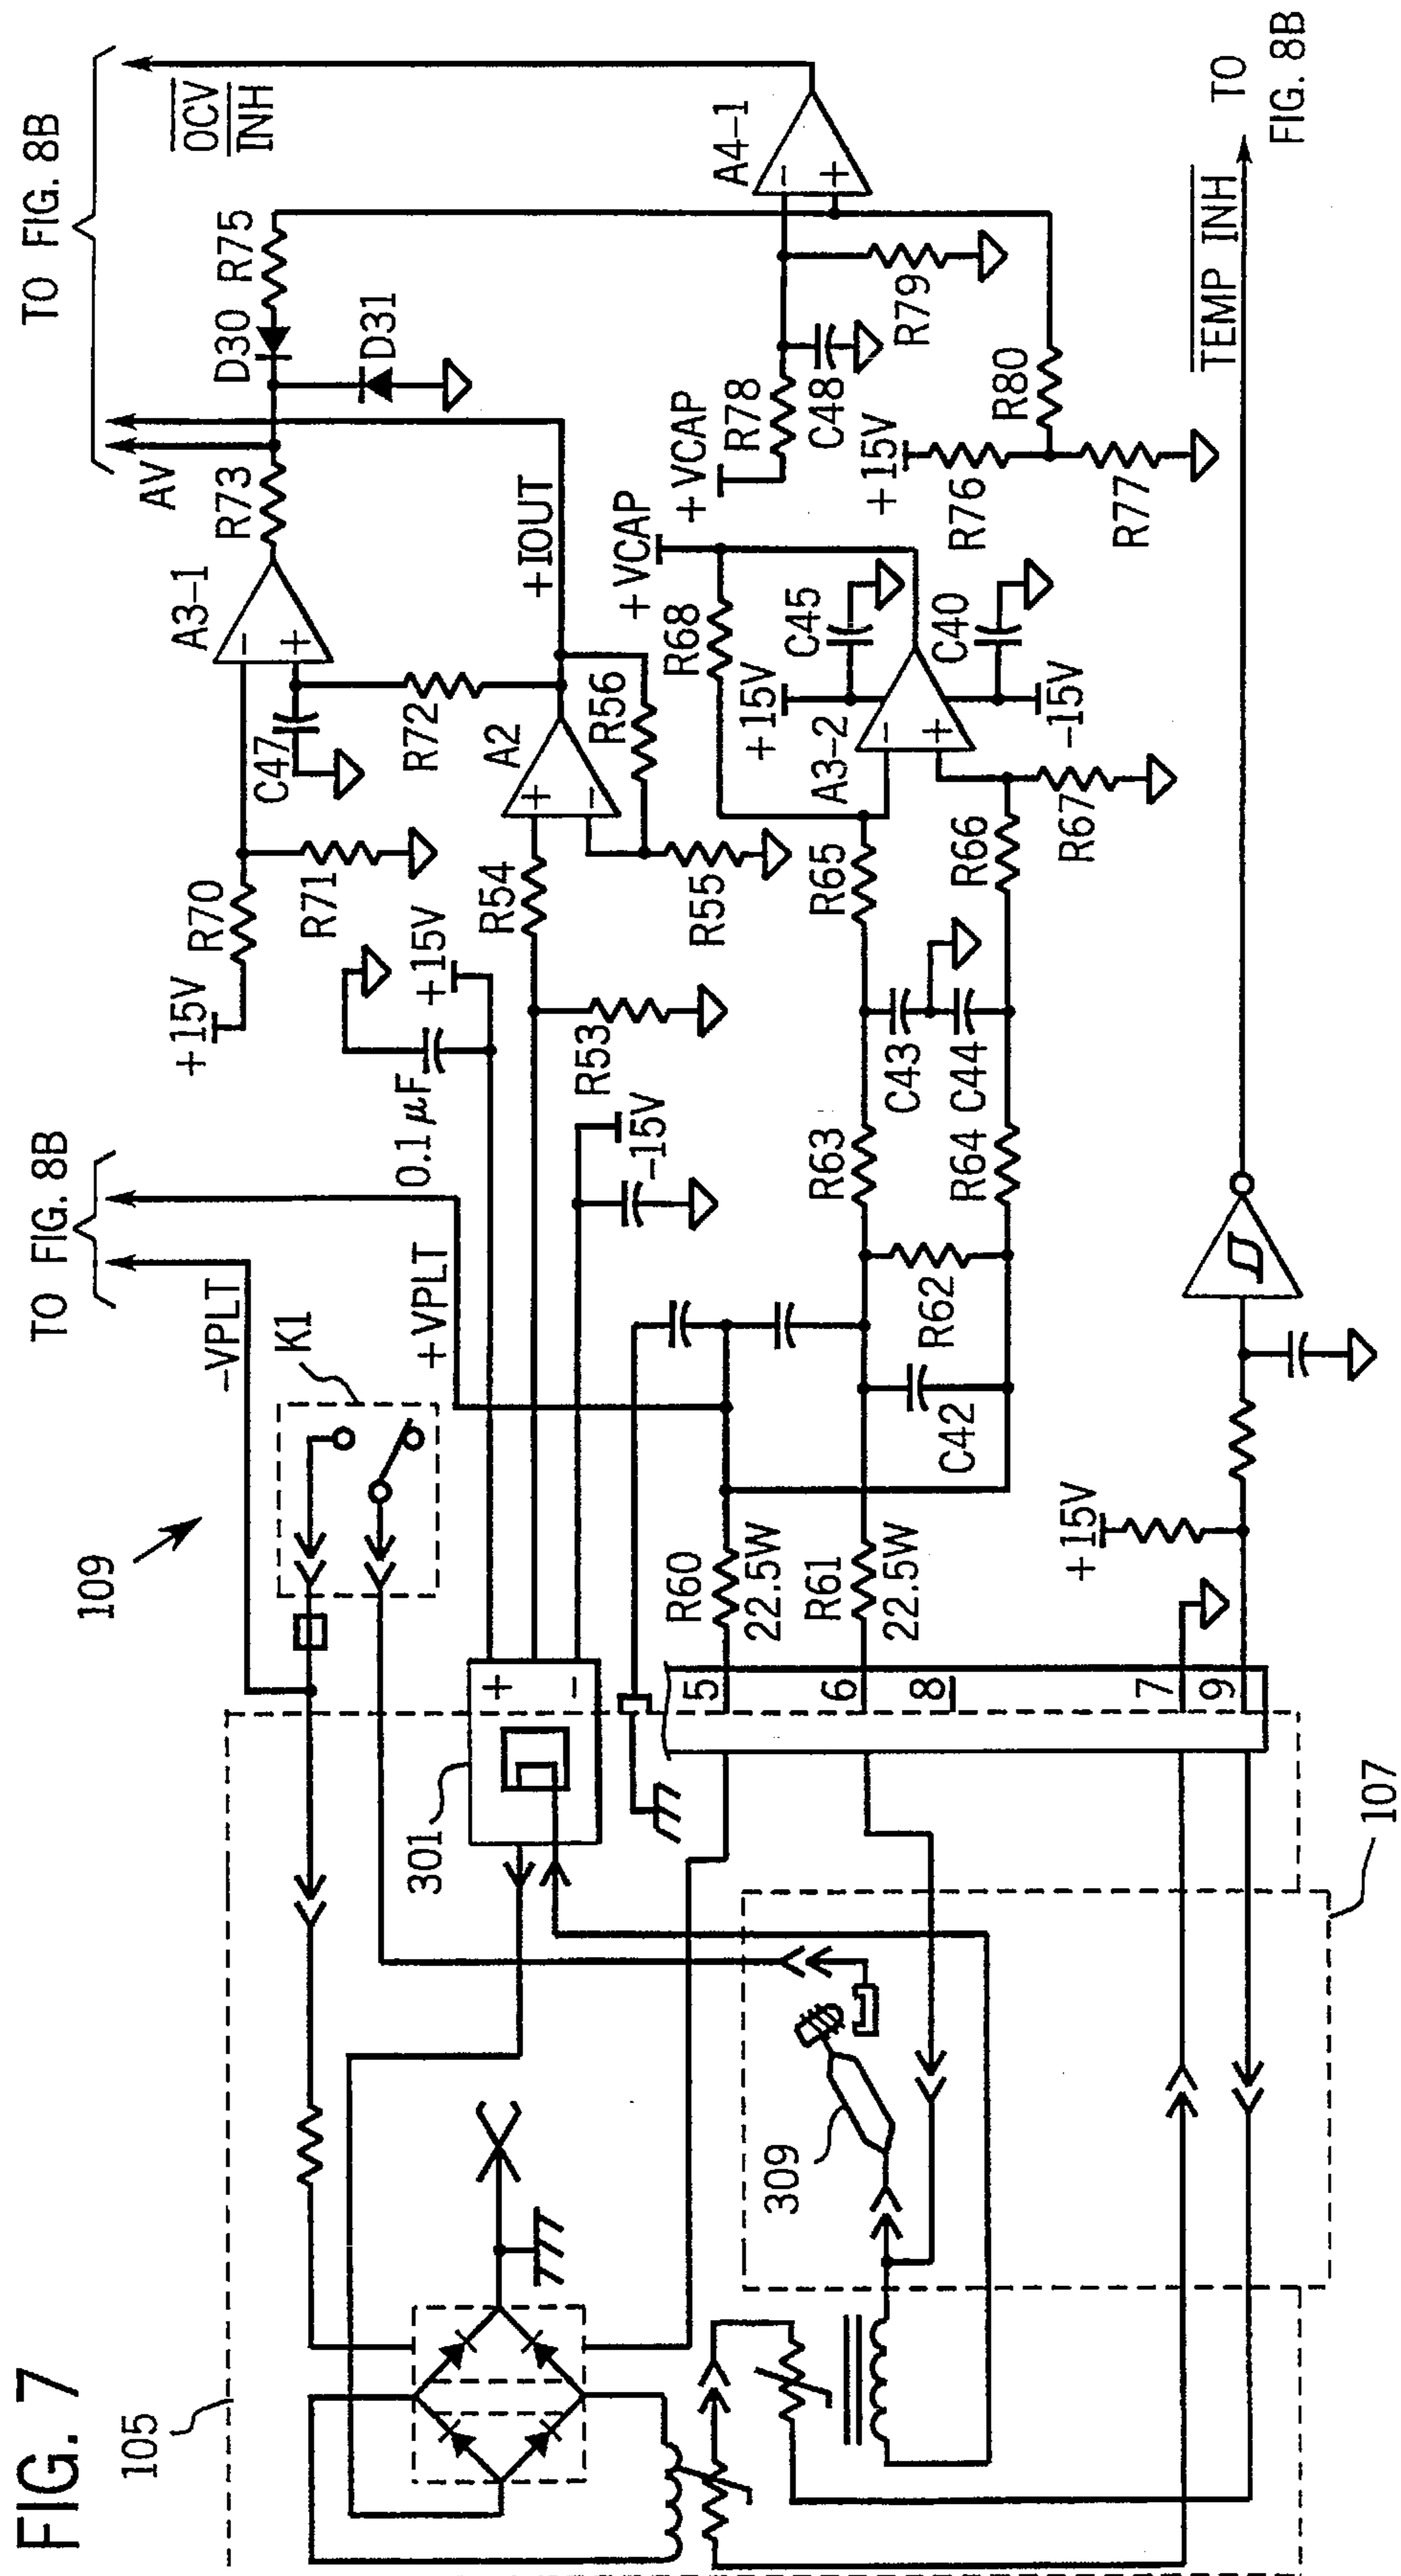 FIG. 7
105
109
TO FIG. 8B
-VPLT
+VPLT
K1
301
309
107
TO FIG. 8B
AV
OCV
INH
+15V
R70
R71
C47
A3-1
R73
D30
R75
D31
R72
0.1 μF
+15V
R54
A2
+
-
R56
R55
+IOUT
R53
-15V
+
-
-
+
R60
22.5W
R61
22.5W
C42
R62
R63
R64
C43
C44
R65
R66
R67
R68
A3-2
-
+
+15V
C45
C40
-15V
+VCAP
+VCAP
R78
C48
R79
A4-1
-
+
+15V
R76
R77
R80
5
6
8
7
9
+15V
TEMP INH
TO
FIG. 8B